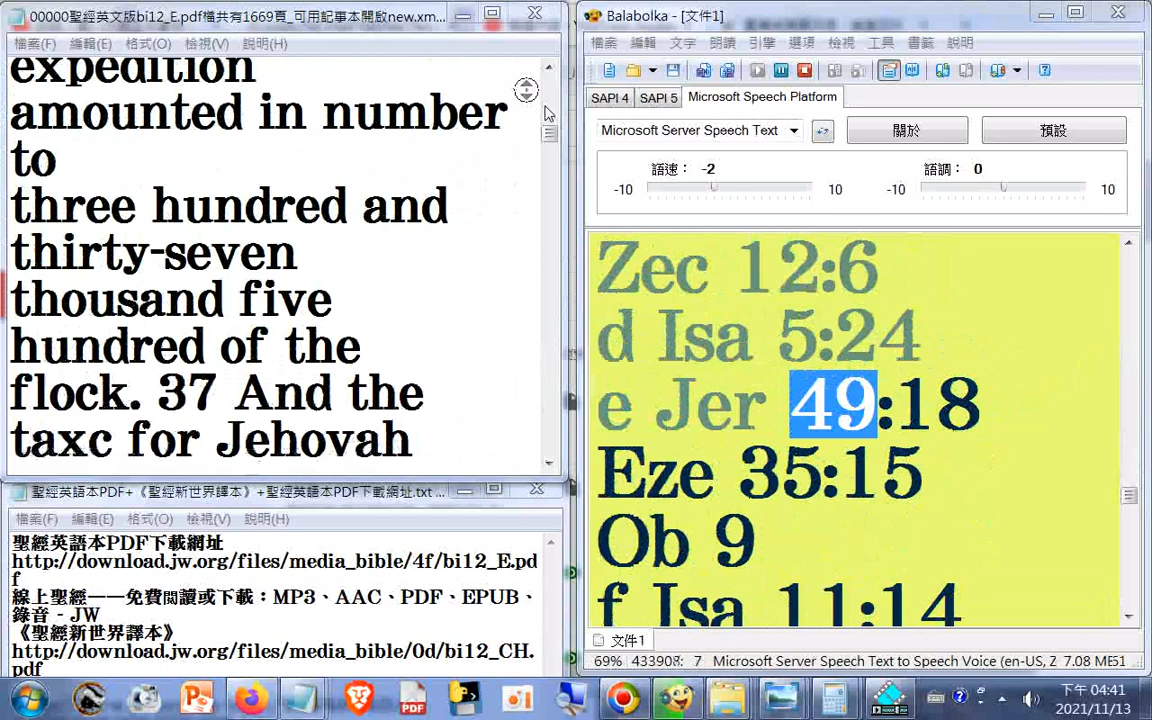 00000聖經英文版bi12_E.pdf檔共有1669頁_可用記事本開啟new.xm...
檔案(F) 編輯(E) 格式(O) 檢視(V) 說明(H)
expedition
amounted in number
to
three hundred and
thirty-seven
thousand five
hundred of the
flock. 37 And the
taxc for Jehovah
聖經英語本PDF+《聖經新世界譯本》+聖經英語本PDF下載網址.txt ...
檔案(F) 編輯(E) 格式(O) 檢視(V) 說明(H)
聖經英語本PDF下載網址
http://download.jw.org/files/media_bible/4f/bi12_E.pd
f
線上聖經——免費閱讀或下載：MP3、AAC、PDF、EPUB、
錄音 - JW
《聖經新世界譯本》
http://download.jw.org/files/media_bible/0d/bi12_CH.
pdf
Balabolka - [文件1]
檔案 編輯 文字 朗讀 引擎 選項 檢視 工具 書籤 說明
SAPI 4 SAPI 5 Microsoft Speech Platform
Microsoft Server Speech Text 關於 預設
語速： -2 語調： 0
-10 10 -10 10
Zec 12:6
d Isa 5:24
e Jer 49:18
Eze 35:15
Ob 9
f Isa 11:14
文件1
69% 433908: 7 Microsoft Server Speech Text to Speech Voice (en-US, Z 7.08 ME51
PDF
下午 04:41
2021/11/13